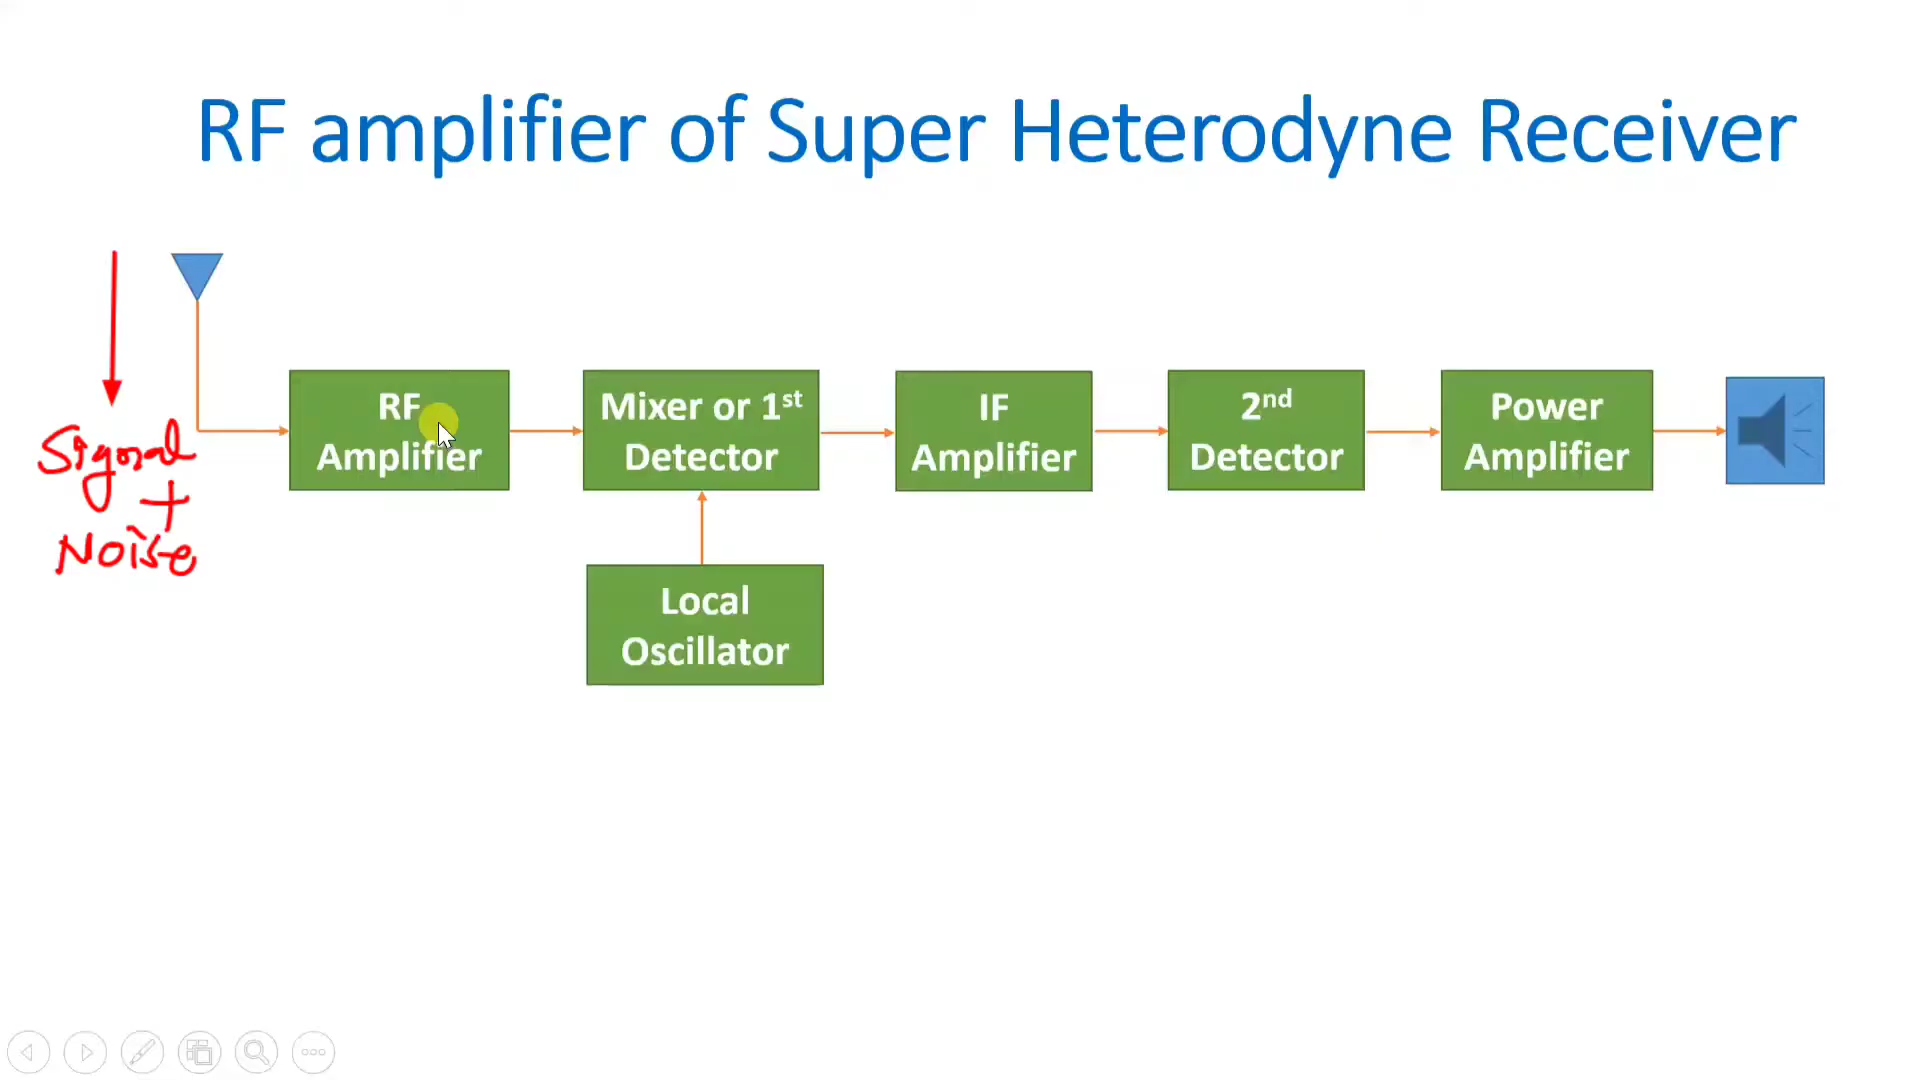 RF amplifier of Super Heterodyne Receiver
Signal
+
Noise
RF
Amplifier
Mixer or 1st
Detector
IF
Amplifier
2nd
Detector
Power
Amplifier
Local
Oscillator